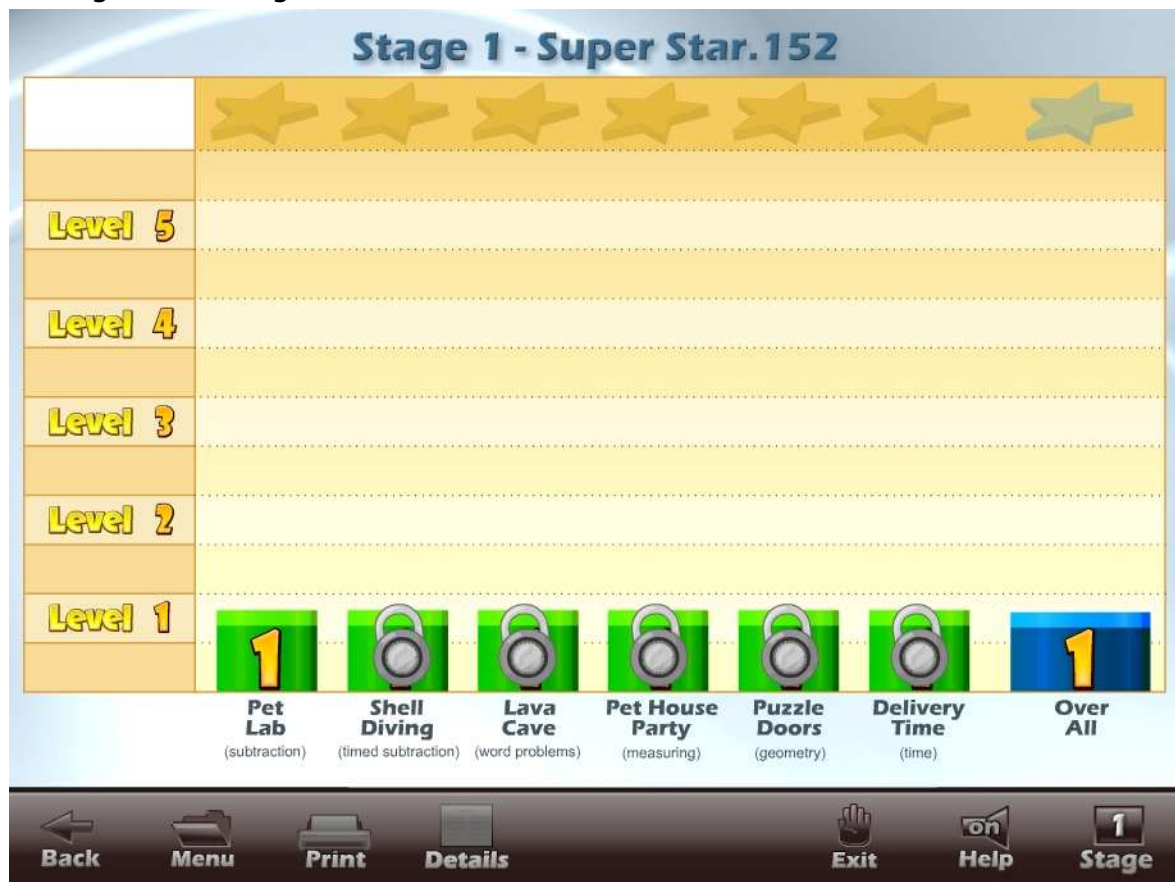 Stage 1 - Super Star.152
Level 5
Level 4
Level 3
Level 2
Level 1
1
1
Pet Lab
(subtraction)
Shell Diving
(timed subtraction)
Lava Cave
(word problems)
Pet House Party
(measuring)
Puzzle Doors
(geometry)
Delivery Time
(time)
Over All
Back
Menu
Print
Details
Exit
on
Help
1
Stage